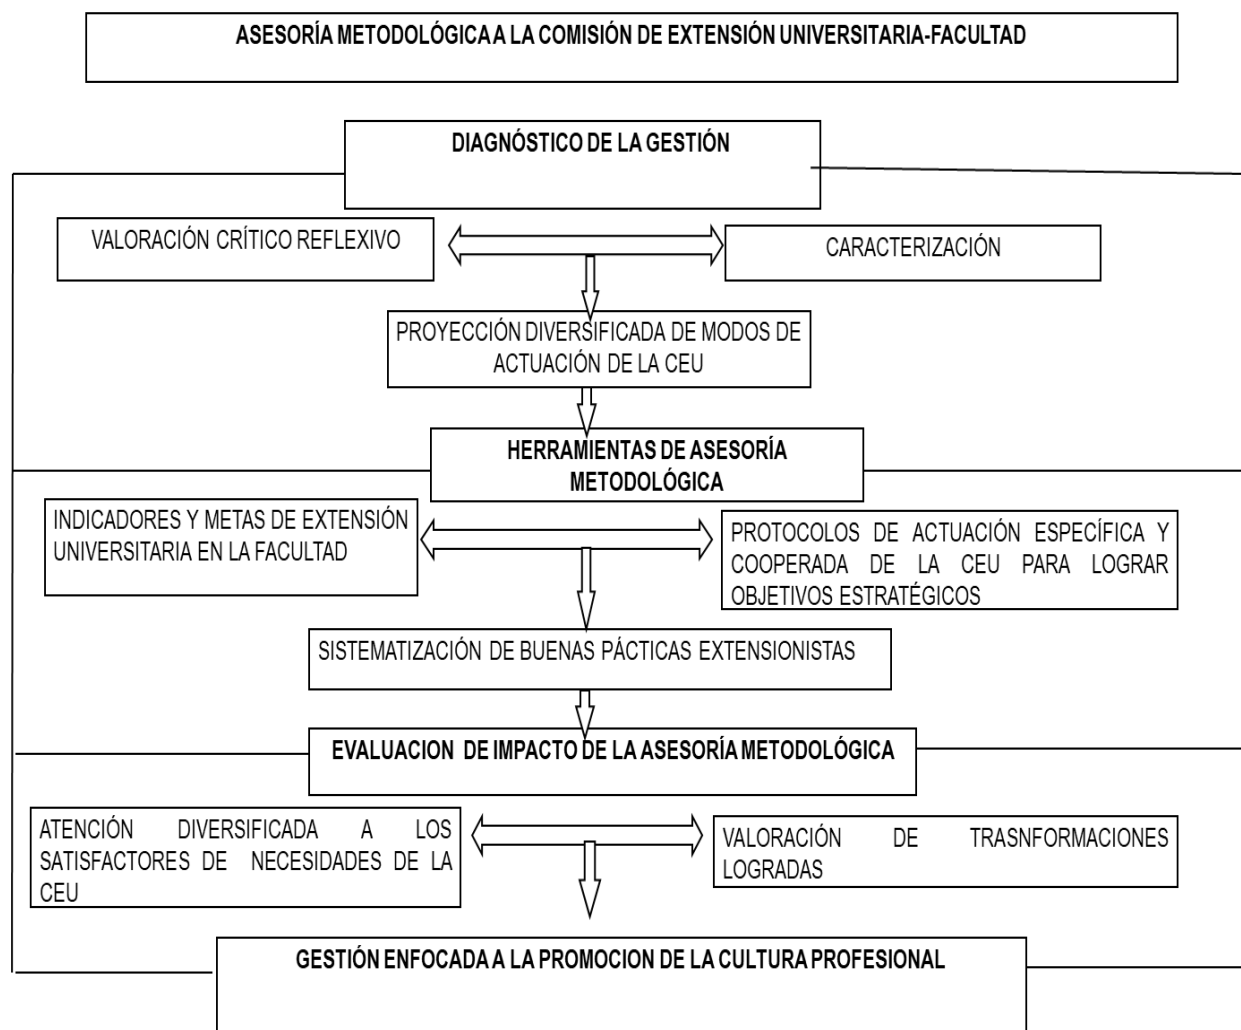 ASESORÍA METODOLÓGICA A LA COMISIÓN DE EXTENSIÓN UNIVERSITARIA-FACULTAD
DIAGNÓSTICO DE LA GESTIÓN
VALORACIÓN CRÍTICO REFLEXIVO
CARACTERIZACIÓN
PROYECCIÓN DIVERSIFICADA DE MODOS DE
ACTUACIÓN DE LA CEU
HERRAMIENTAS DE ASESORÍA
METODOLÓGICA
INDICADORES Y METAS DE EXTENSIÓN
UNIVERSITARIA EN LA FACULTAD
PROTOCOLOS DE ACTUACIÓN ESPECÍFICA Y
COOPERADA DE LA CEU PARA LOGRAR
OBJETIVOS ESTRATÉGICOS
SISTEMATIZACIÓN DE BUENAS PÁCTICAS EXTENSIONISTAS
EVALUACION DE IMPACTO DE LA ASESORÍA METODOLÓGICA
ATENCIÓN DIVERSIFICADA A LOS
SATISFACTORES DE NECESIDADES DE LA
CEU
VALORACIÓN DE TRASNFORMACIONES
LOGRADAS
GESTIÓN ENFOCADA A LA PROMOCION DE LA CULTURA PROFESIONAL